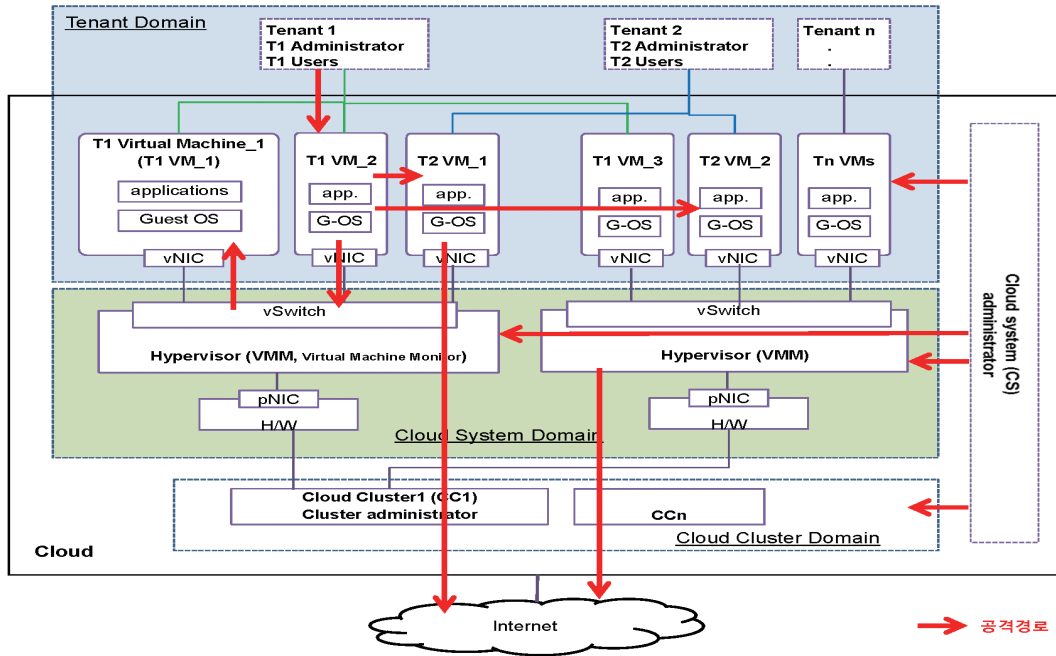 Tenant Domain
Tenant 1
T1 Administrator
T1 Users
Tenant 2
T2 Administrator
T2 Users
Tenant n
.
.
T1 Virtual Machine_1
(T1 VM_1)
applications
Guest OS
vNIC
T1 VM_2
app.
G-OS
vNIC
T2 VM_1
app.
G-OS
vNIC
T1 VM_3
app.
G-OS
vNIC
T2 VM_2
app.
G-OS
vNIC
Tn VMs
app.
G-OS
vNIC
Cloud system (CS)
administrator
vSwitch
Hypervisor (VMM, Virtual Machine Monitor)
pNIC
H/W
vSwitch
Hypervisor (VMM)
pNIC
H/W
Cloud System Domain
Cloud Cluster1 (CC1)
Cluster administrator
CCn
Cloud Cluster Domain
Cloud
Internet
공격경로